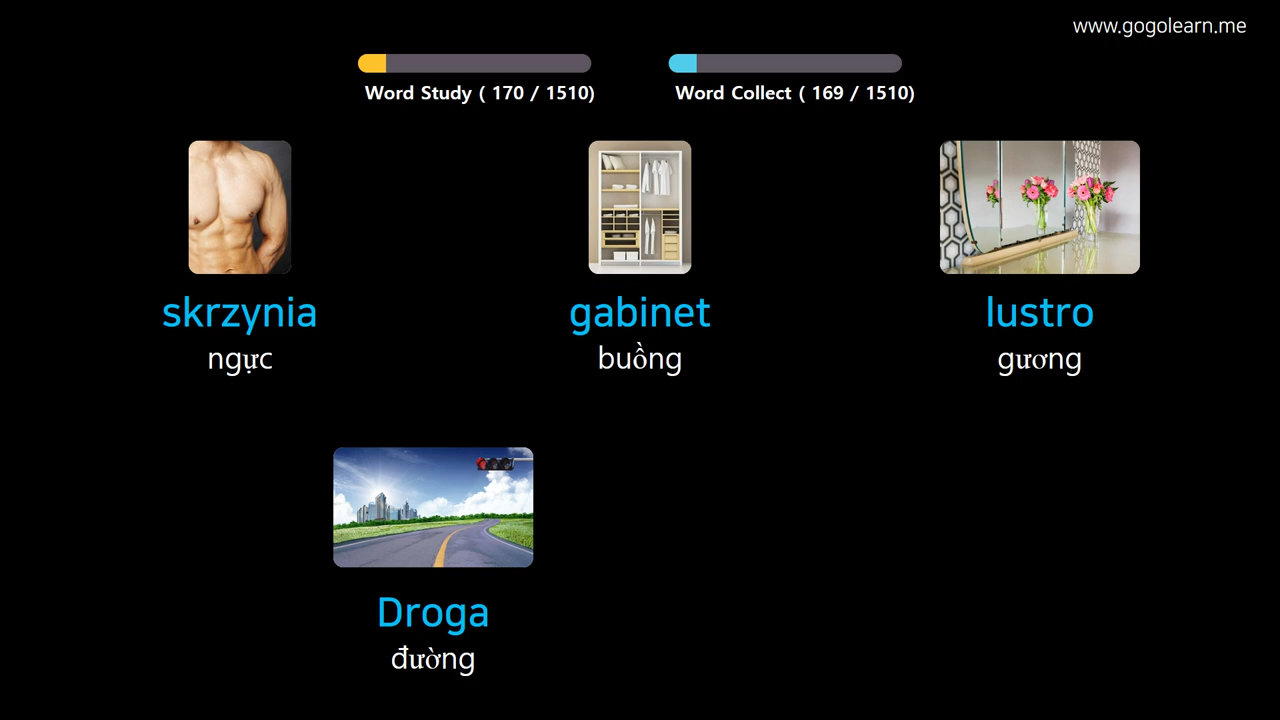 www.gogolearn.me
Word Study ( 170 / 1510)
Word Collect ( 169 / 1510)
skrzynia
ngực
gabinet
buồng
lustro
gương
Droga
đường